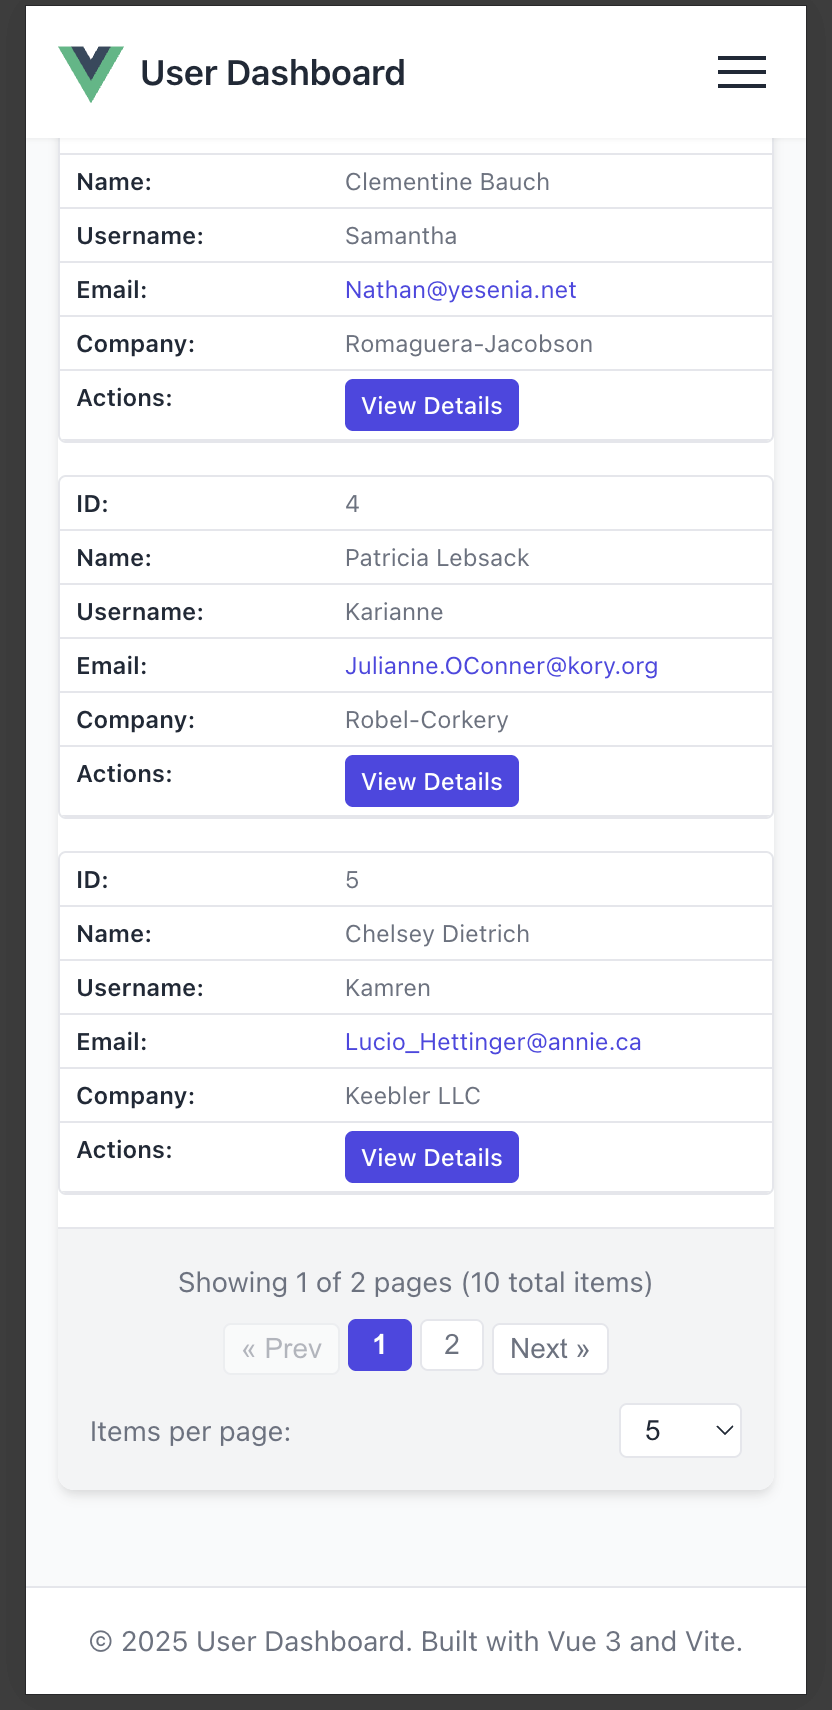 User Dashboard
Name: Clementine Bauch
Username: Samantha
Email: Nathan@yesenia.net
Company: Romaguera-Jacobson
Actions: View Details
ID: 4
Name: Patricia Lebsack
Username: Karianne
Email: Julianne.OConner@kory.org
Company: Robel-Corkery
Actions: View Details
ID: 5
Name: Chelsey Dietrich
Username: Kamren
Email: Lucio_Hettinger@annie.ca
Company: Keebler LLC
Actions: View Details
Showing 1 of 2 pages (10 total items)
« Prev 1 2 Next »
Items per page: 5
© 2025 User Dashboard. Built with Vue 3 and Vite.